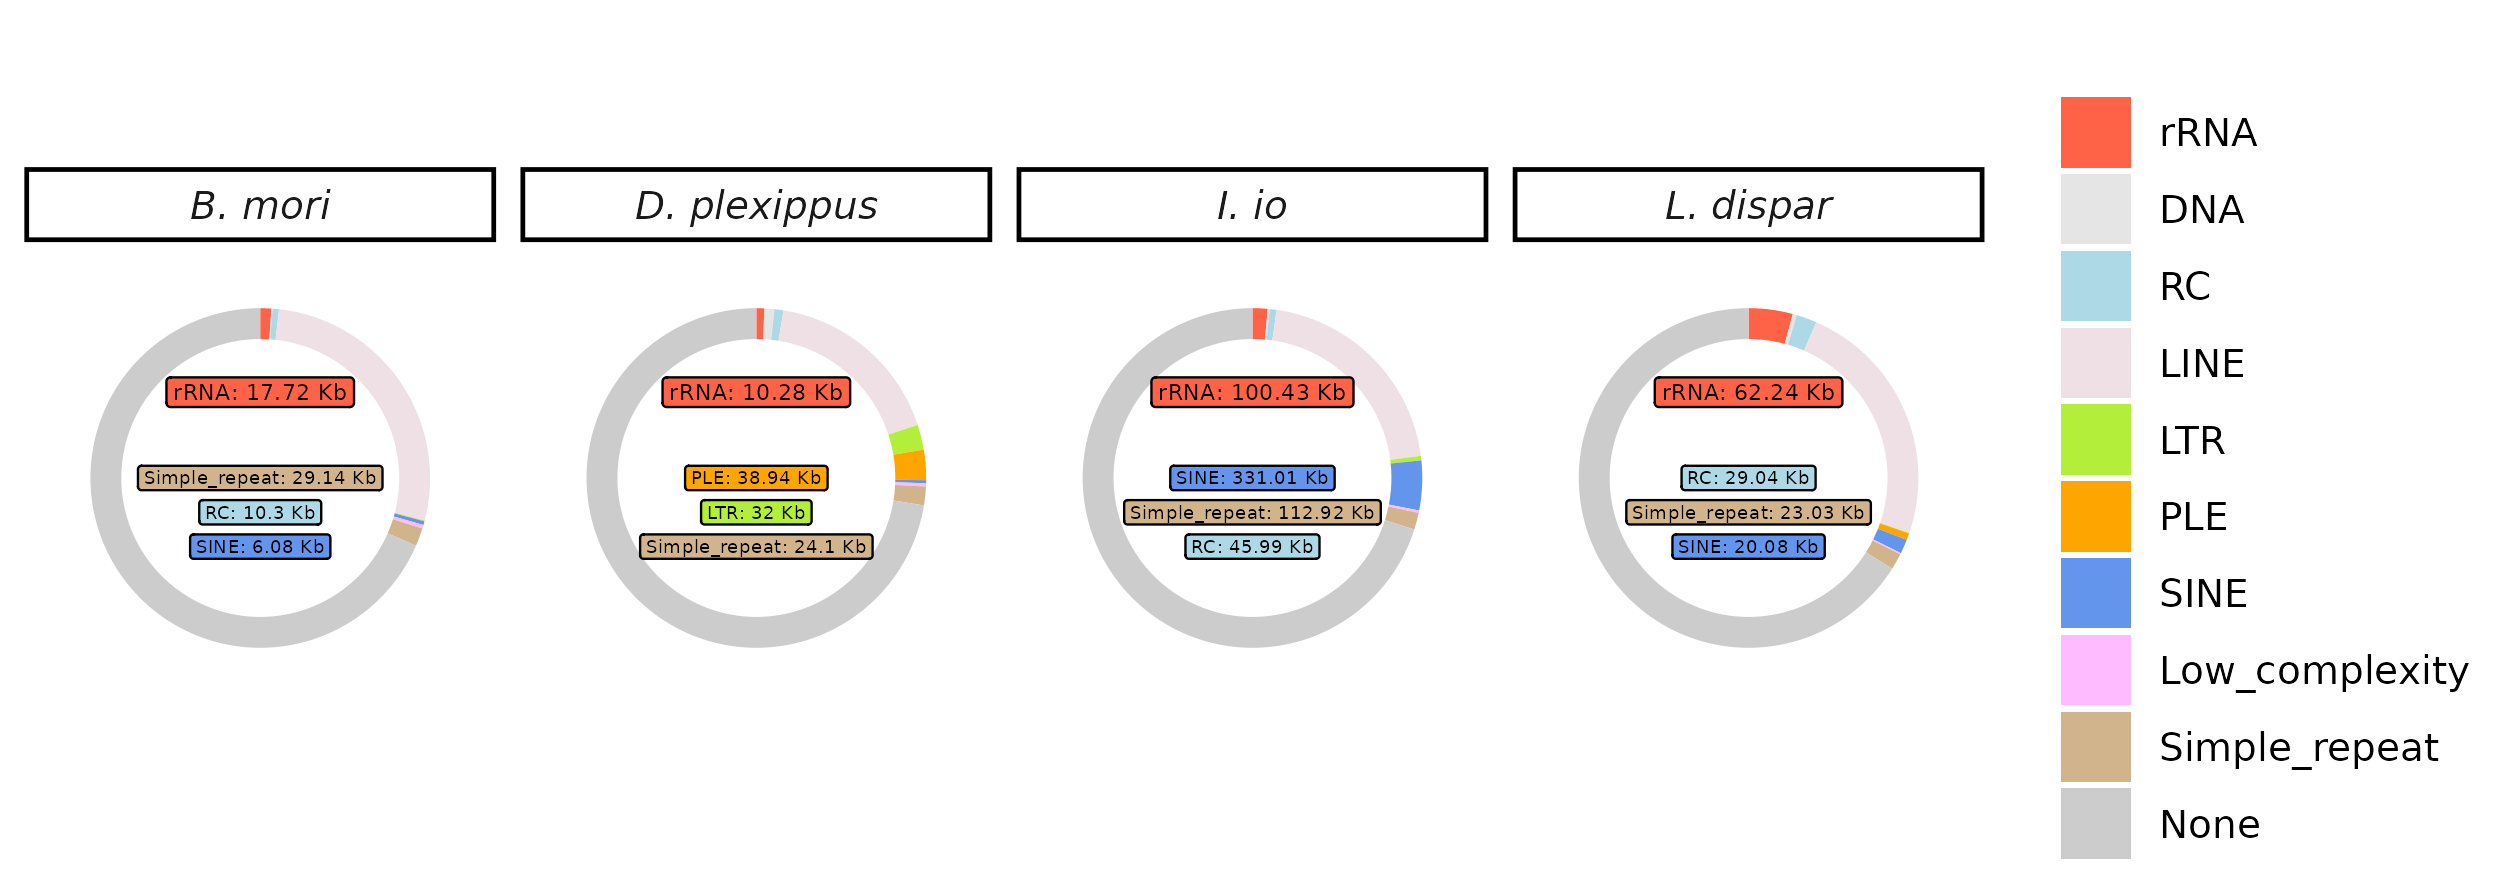 B. mori
rRNA: 17.72 Kb
Simple_repeat: 29.14 Kb
RC: 10.3 Kb
SINE: 6.08 Kb
D. plexippus
rRNA: 10.28 Kb
PLE: 38.94 Kb
LTR: 32 Kb
Simple_repeat: 24.1 Kb
I. io
rRNA: 100.43 Kb
SINE: 331.01 Kb
Simple_repeat: 112.92 Kb
RC: 45.99 Kb
L. dispar
rRNA: 62.24 Kb
RC: 29.04 Kb
Simple_repeat: 23.03 Kb
SINE: 20.08 Kb
rRNA
DNA
RC
LINE
LTR
PLE
SINE
Low_complexity
Simple_repeat
None